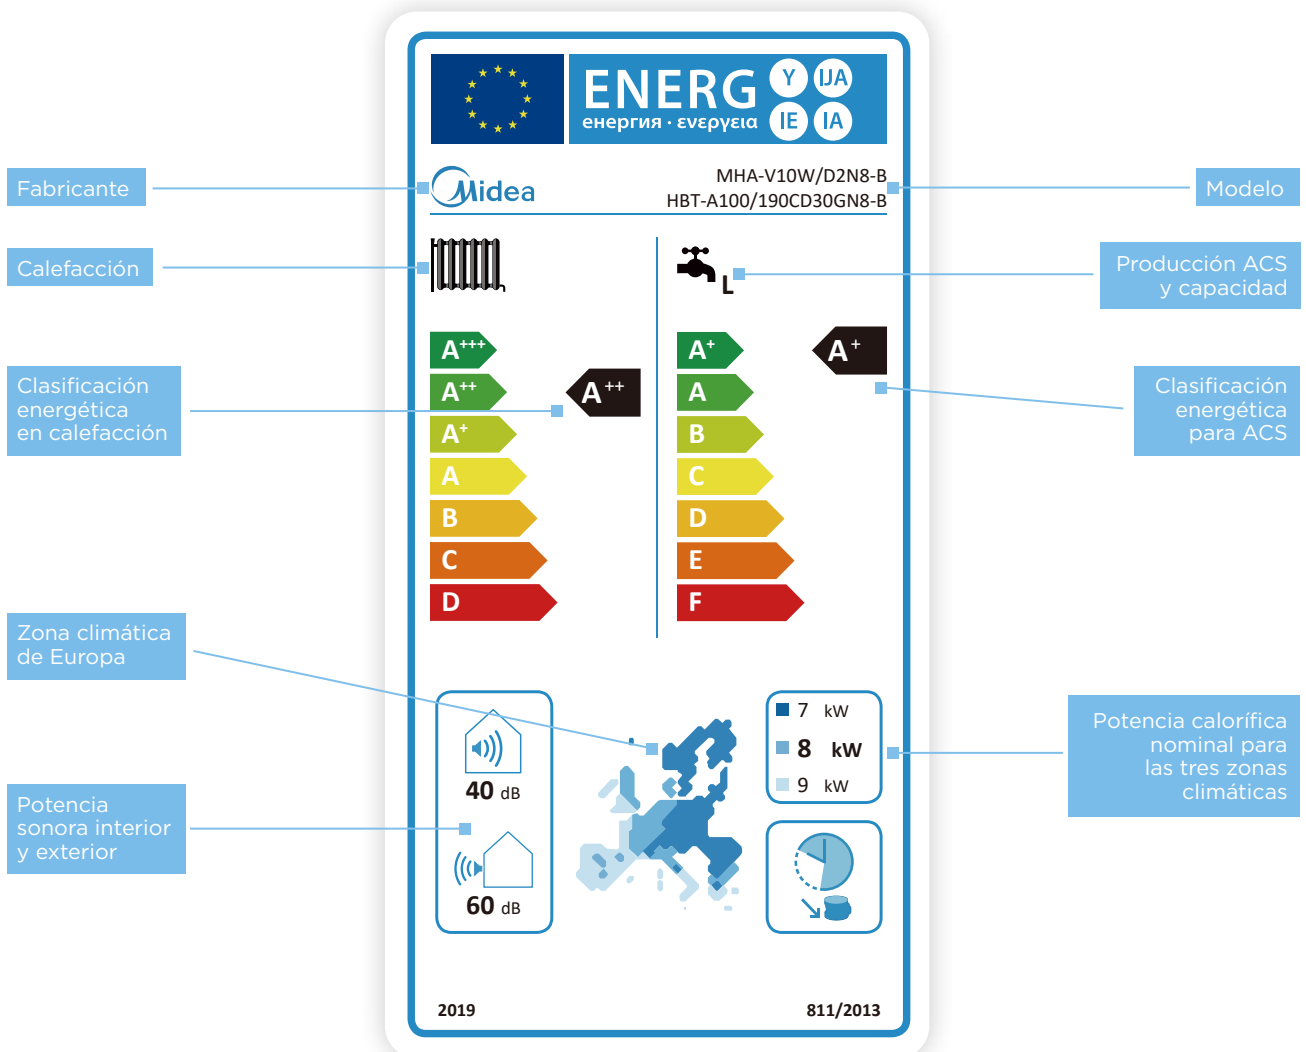 ENERG
енергия · ενεργεια
Y
IJA
IE
IA
Fabricante
Midea
MHA-V10W/D2N8-B
HBT-A100/190CD30GN8-B
Modelo
Calefacción
L
Producción ACS
y capacidad
A+++
A++
A+
A
B
C
D
A++
A+
A
B
C
D
E
F
A+
Clasificación
energética
en calefacción
Clasificación
energética
para ACS
Zona climática
de Europa
40 dB
60 dB
7 kW
8 kW
9 kW
Potencia calorífica
nominal para
las tres zonas
climáticas
Potencia
sonora interior
y exterior
2019
811/2013